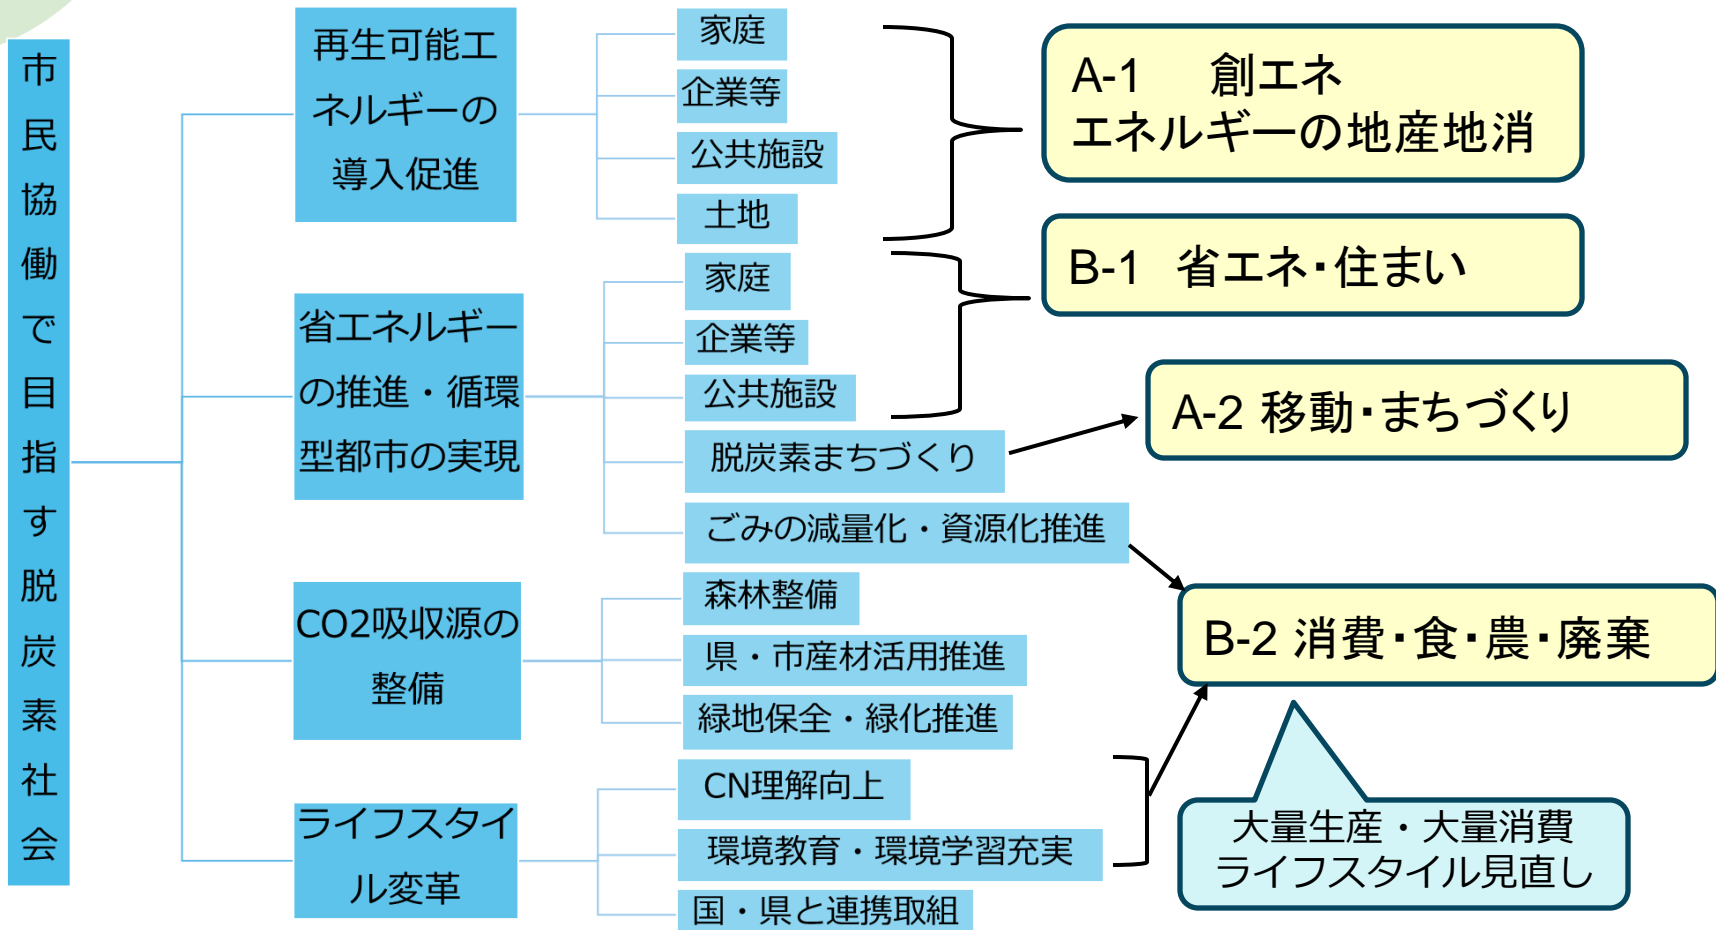 市民協働で目指す脱炭素社会
再生可能エ
ネルギーの
導入促進
家庭
企業等
公共施設
土地
A-1 創エネ
エネルギーの地産地消
省エネルギー
の推進・循環
型都市の実現
家庭
企業等
公共施設
脱炭素まちづくり
ごみの減量化・資源化推進
B-1 省エネ・住まい
A-2 移動・まちづくり
CO2吸収源の
整備
森林整備
県・市産材活用推進
緑地保全・緑化推進
B-2 消費・食・農・廃棄
ライフスタイ
ル変革
CN理解向上
環境教育・環境学習充実
国・県と連携取組
大量生産・大量消費
ライフスタイル見直し